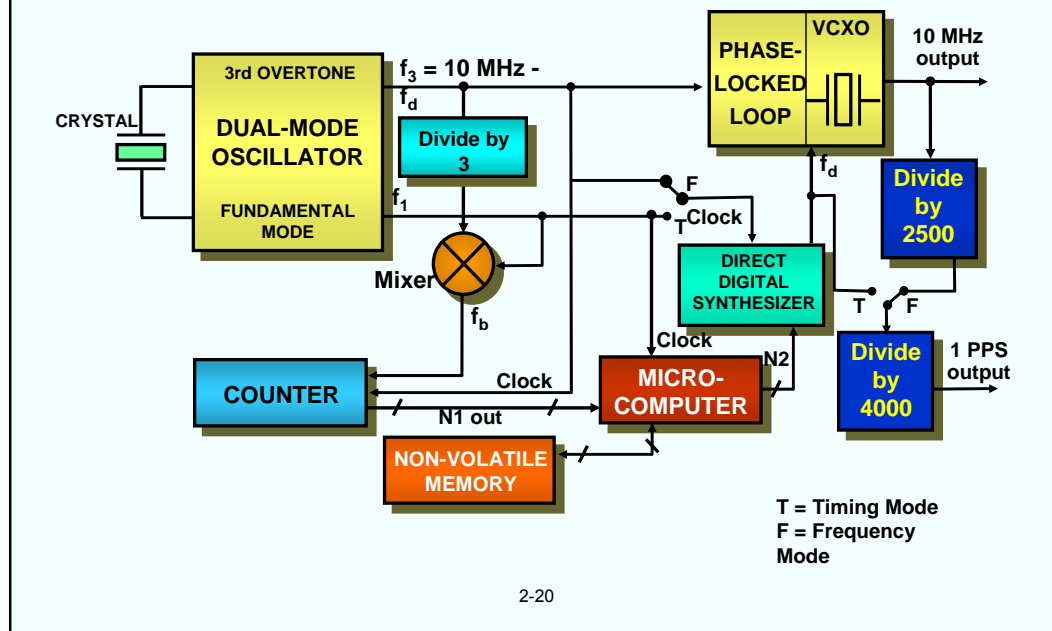 3rd OVERTONE
DUAL-MODE
OSCILLATOR
FUNDAMENTAL
MODE
CRYSTAL
f3 = 10 MHz -
fd
Divide by
3
f1
Mixer
fb
PHASE-
LOCKED
LOOP
VCXO
10 MHz
output
fd
F
T
Clock
DIRECT
DIGITAL
SYNTHESIZER
Divide
by
2500
T
F
Divide
by
4000
1 PPS
output
COUNTER
Clock
N1 out
Clock
MICRO-
COMPUTER
N2
NON-VOLATILE
MEMORY
T = Timing Mode
F = Frequency
Mode
2-20